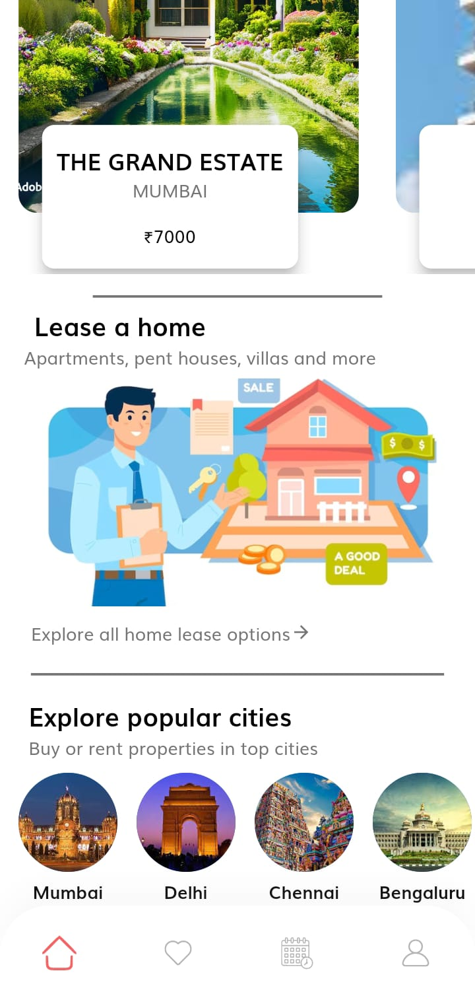 THE GRAND ESTATE
Adob
MUMBAI
₹7000
Lease a home
Apartments, pent houses, villas and more
SALE
$ $
A GOOD
DEAL
Explore all home lease options
Explore popular cities
Buy or rent properties in top cities
Mumbai Delhi Chennai Bengaluru